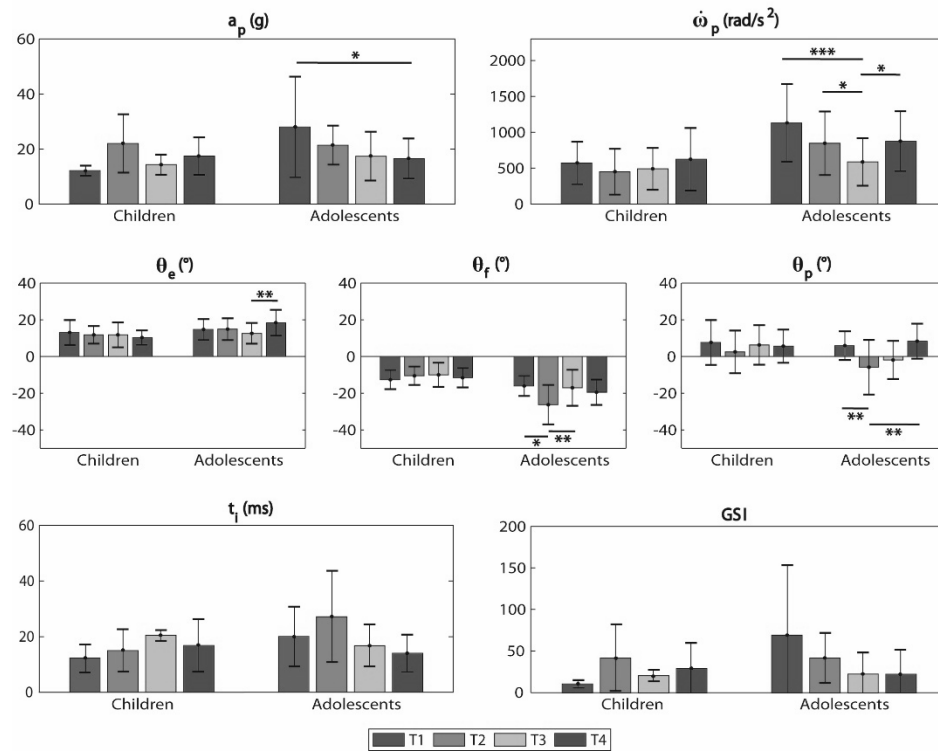 a_p (g)
60
40
20
0
Children
Adolescents
*
ω̇_p (rad/s²)
2000
1500
1000
500
0
Children
Adolescents
***
*
*
θ_e (°)
40
20
0
-20
-40
Children
Adolescents
**
θ_f (°)
40
20
0
-20
-40
Children
Adolescents
*
**
θ_p (°)
40
20
0
-20
-40
Children
Adolescents
**
**
t_i (ms)
60
40
20
0
Children
Adolescents
GSI
200
150
100
50
0
Children
Adolescents
T1 T2 T3 T4